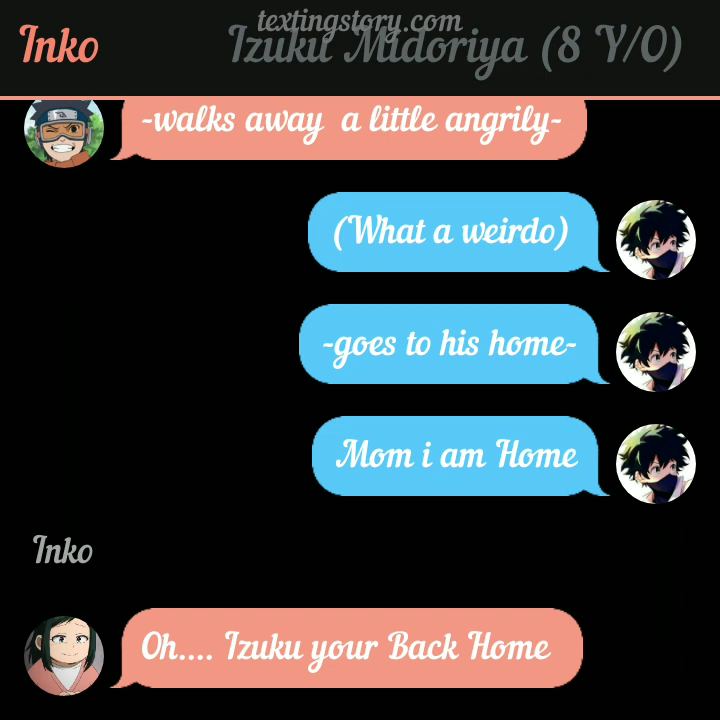 textingstory.com
Inko Izuku Midoriya (8 Y/O)
-walks away a little angrily-
(What a weirdo)
-goes to his home-
Mom i am Home
Inko
Oh.... Izuku your Back Home